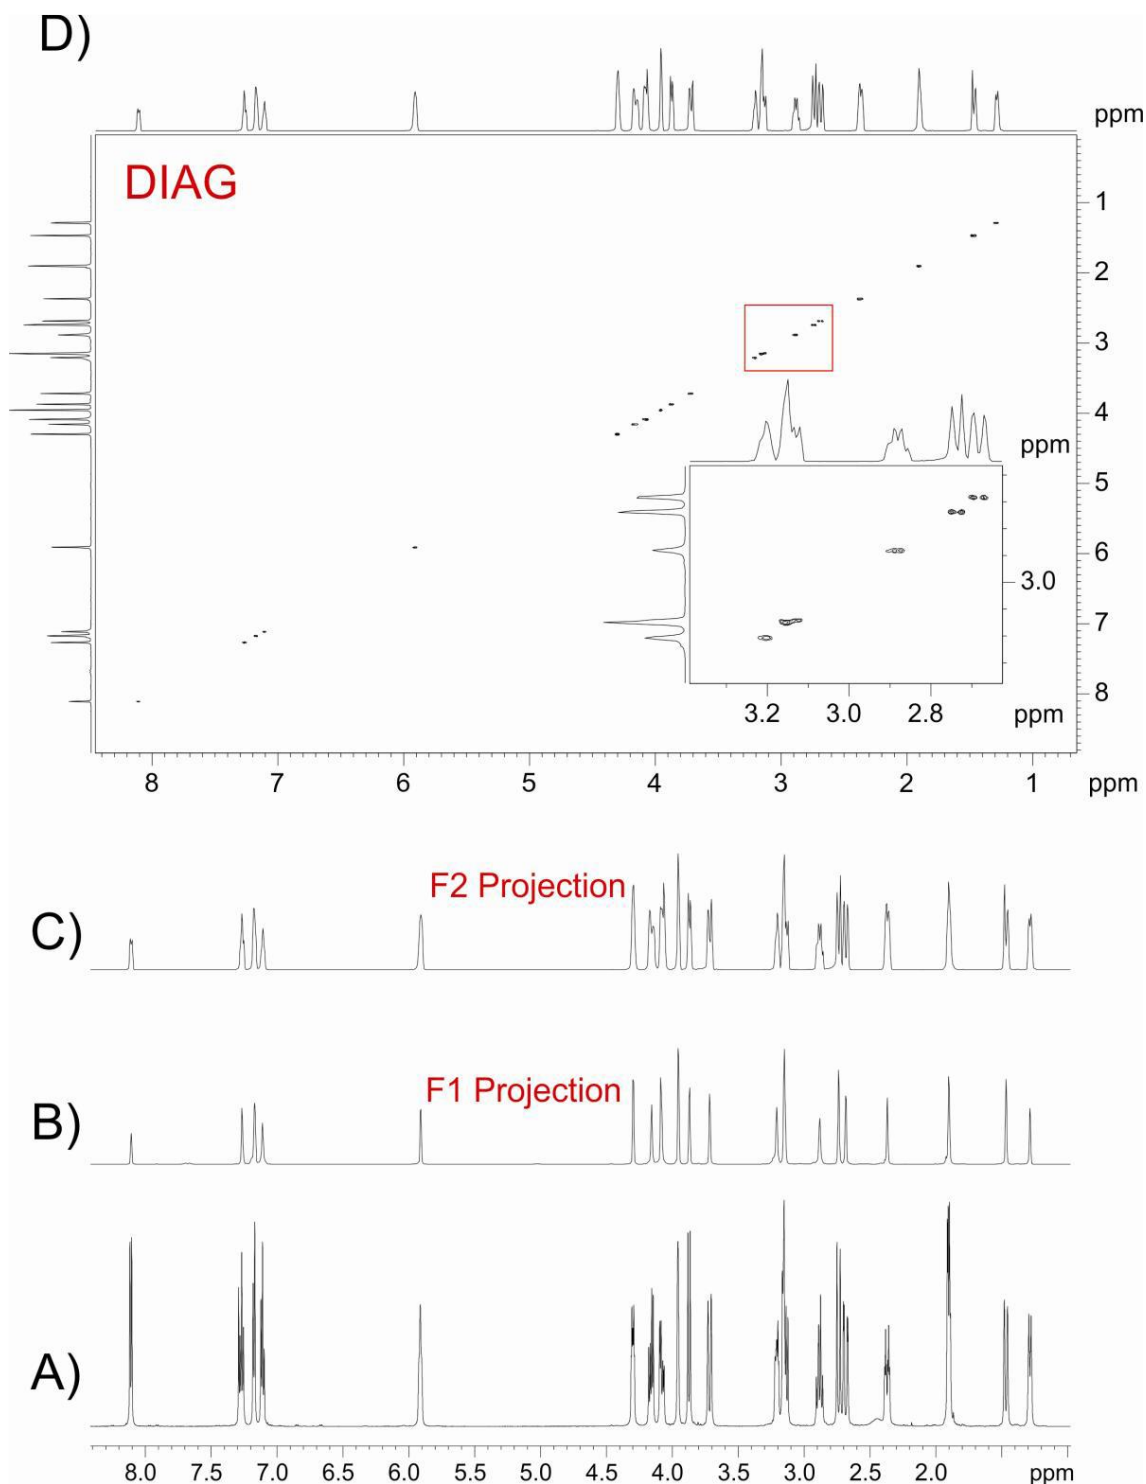 D)
ppm
DIAG
1
2
3
4
5
6
7
8
ppm
3.0
3.2 3.0 2.8 ppm
8 7 6 5 4 3 2 1 ppm
F2 Projection
C)
F1 Projection
B)
A)
8.0 7.5 7.0 6.5 6.0 5.5 5.0 4.5 4.0 3.5 3.0 2.5 2.0 ppm